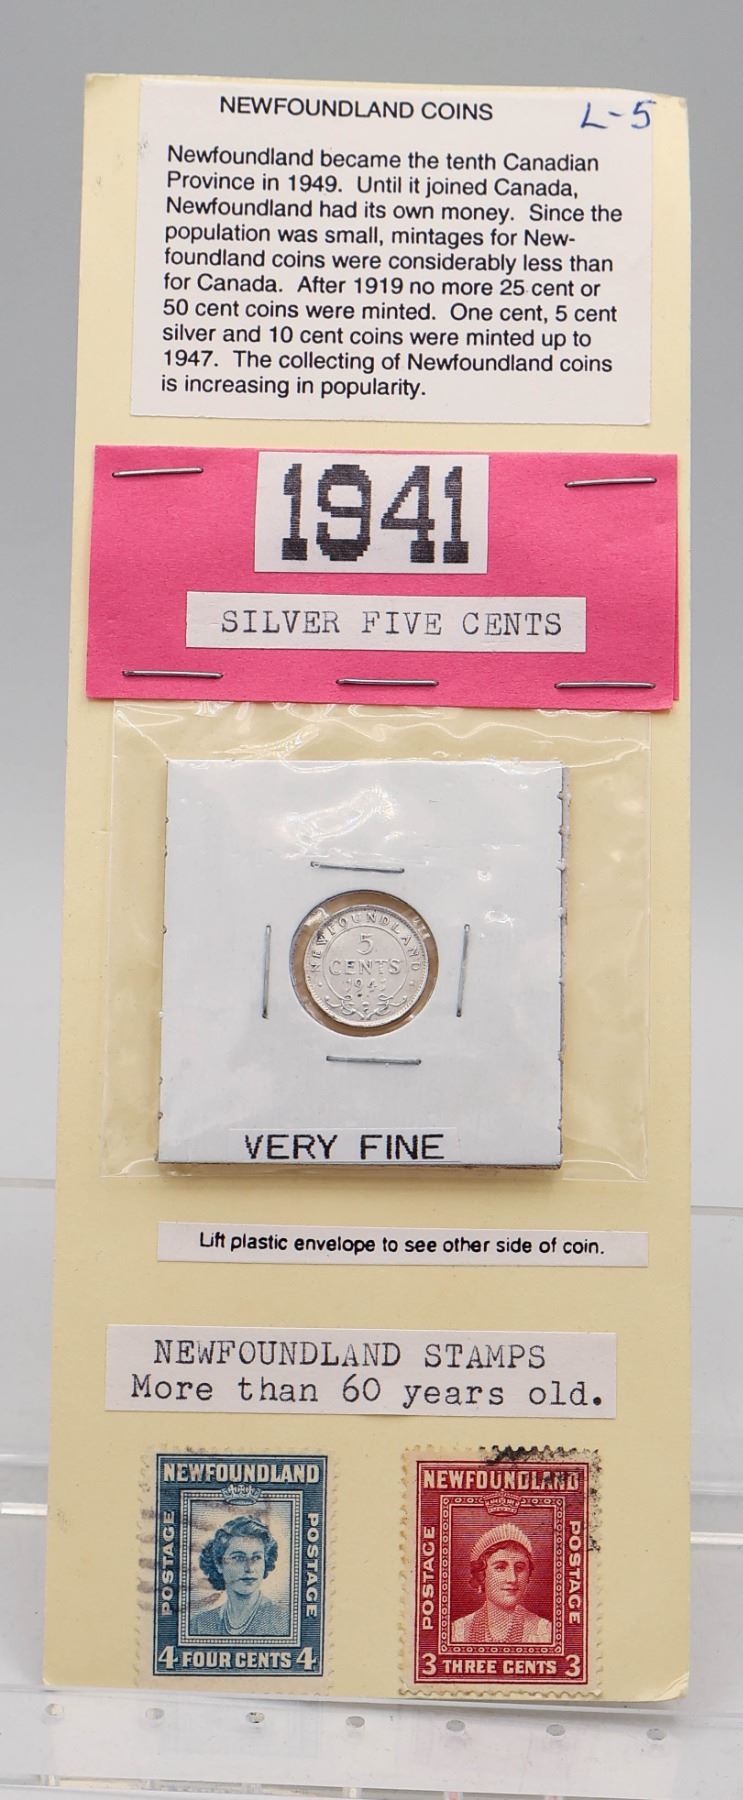 NEWFOUNDLAND COINS
L-5
Newfoundland became the tenth Canadian
Province in 1949. Until it joined Canada,
Newfoundland had its own money. Since the
population was small, mintages for New-
foundland coins were considerably less than
for Canada. After 1919 no more 25 cent or
50 cent coins were minted. One cent, 5 cent
silver and 10 cent coins were minted up to
1947. The collecting of Newfoundland coins
is increasing in popularity.
1941
SILVER FIVE CENTS
NEWFOUNDLAND
5
CENTS
1941
VERY FINE
Lift plastic envelope to see other side of coin.
NEWFOUNDLAND STAMPS
More than 60 years old.
NEWFOUNDLAND
POSTAGE
POSTAGE
4 FOUR CENTS 4
NEWFOUNDLAND
POSTAGE
POSTAGE
3 THREE CENTS 3